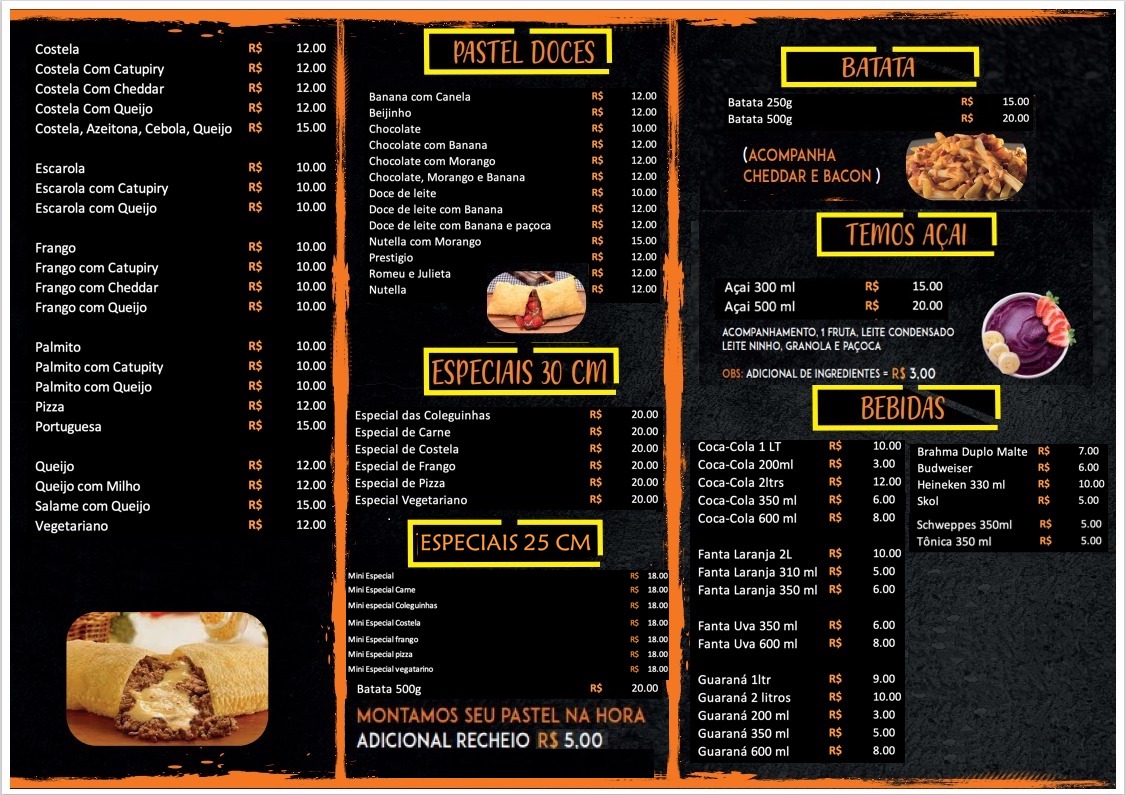 Costela R$ 12.00
Costela Com Catupiry R$ 12.00
Costela Com Cheddar R$ 12.00
Costela Com Queijo R$ 12.00
Costela, Azeitona, Cebola, Queijo R$ 15.00
Escarola R$ 10.00
Escarola com Catupiry R$ 10.00
Escarola com Queijo R$ 10.00
Frango R$ 10.00
Frango com Catupiry R$ 10.00
Frango com Cheddar R$ 10.00
Frango com Queijo R$ 10.00
Palmito R$ 10.00
Palmito com Catupity R$ 10.00
Palmito com Queijo R$ 10.00
Pizza R$ 12.00
Portuguesa R$ 15.00
Queijo R$ 12.00
Queijo com Milho R$ 12.00
Salame com Queijo R$ 15.00
Vegetariano R$ 12.00
PASTEL DOCES
Banana com Canela R$ 12.00
Beijinho R$ 12.00
Chocolate R$ 10.00
Chocolate com Banana R$ 12.00
Chocolate com Morango R$ 12.00
Chocolate, Morango e Banana R$ 12.00
Doce de leite R$ 10.00
Doce de leite com Banana R$ 12.00
Doce de leite com Banana e paçoca R$ 12.00
Nutella com Morango R$ 15.00
Prestigio R$ 12.00
Romeu e Julieta R$ 12.00
Nutella R$ 12.00
ESPECIAIS 30 CM
Especial das Coleguinhas R$ 20.00
Especial de Carne R$ 20.00
Especial de Costela R$ 20.00
Especial de Frango R$ 20.00
Especial de Pizza R$ 20.00
Especial Vegetariano R$ 20.00
ESPECIAIS 25 CM
Mini Especial R$ 18.00
Mini Especial Carne R$ 18.00
Mini especial Coleguinhas R$ 18.00
Mini Especial Costela R$ 18.00
Mini Especial frango R$ 18.00
Mini Especial pizza R$ 18.00
Mini Especial vegatarino R$ 18.00
Batata 500g R$ 20.00
MONTAMOS SEU PASTEL NA HORA
ADICIONAL RECHEIO R$ 5,00
BATATA
Batata 250g R$ 15.00
Batata 500g R$ 20.00
(ACOMPANHA
CHEDDAR E BACON )
TEMOS AÇAI
Açai 300 ml R$ 15.00
Açai 500 ml R$ 20.00
ACOMPANHAMENTO, 1 FRUTA, LEITE CONDENSADO
LEITE NINHO, GRANOLA E PAÇOCA
OBS: ADICIONAL DE INGREDIENTES = R$ 3,00
BEBIDAS
Coca-Cola 1 LT R$ 10.00
Coca-Cola 200ml R$ 3.00
Coca-Cola 2ltrs R$ 12.00
Coca-Cola 350 ml R$ 6.00
Coca-Cola 600 ml R$ 8.00
Fanta Laranja 2L R$ 10.00
Fanta Laranja 310 ml R$ 5.00
Fanta Laranja 350 ml R$ 6.00
Fanta Uva 350 ml R$ 6.00
Fanta Uva 600 ml R$ 8.00
Guaraná 1ltr R$ 9.00
Guaraná 2 litros R$ 10.00
Guaraná 200 ml R$ 3.00
Guaraná 350 ml R$ 5.00
Guaraná 600 ml R$ 8.00
Brahma Duplo Malte R$ 7.00
Budweiser R$ 6.00
Heineken 330 ml R$ 10.00
Skol R$ 5.00
Schweppes 350ml R$ 5.00
Tônica 350 ml R$ 5.00